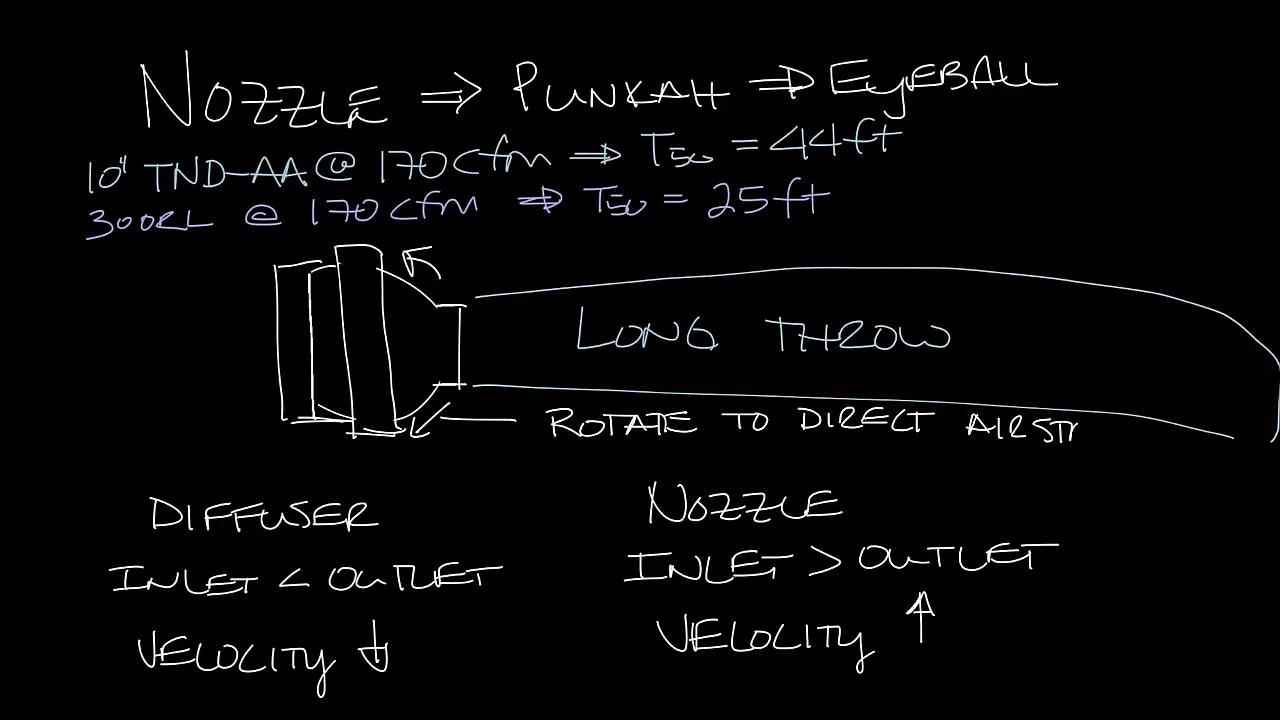 NOZZLE ⇒ PUNKAH ⇒ EYEBALL
10" TND-AA @ 170 cfm ⇒ T50 = 44 ft
300RL @ 170 cfm ⇒ T50 = 25 ft
LONG THROW
ROTATE TO DIRECT AIRSTR
DIFFUSER
INLET < OUTLET
VELOCITY ↓
NOZZLE
INLET > OUTLET
VELOCITY ↑